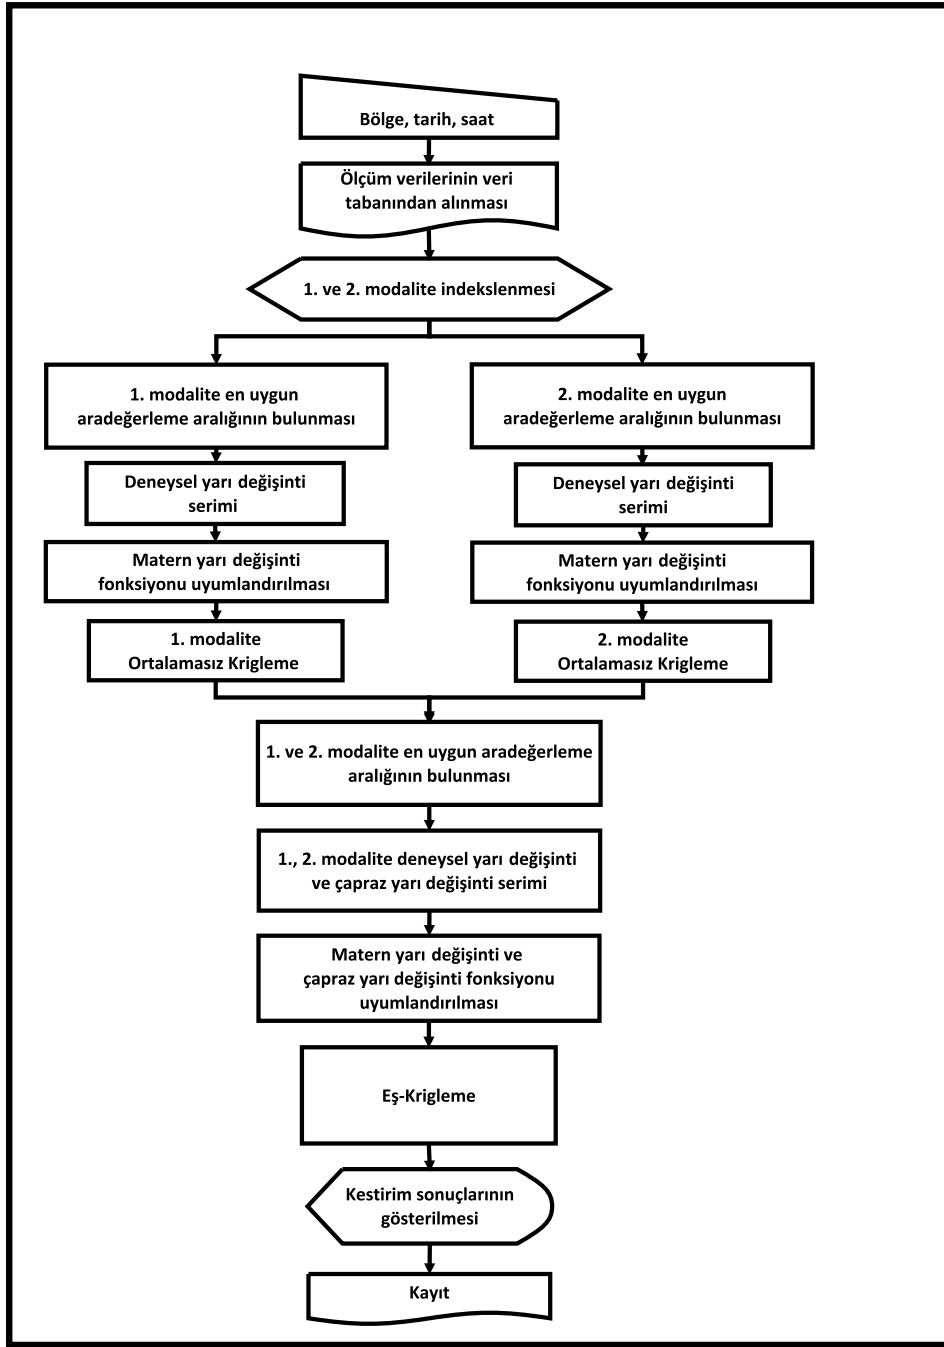 Bölge, tarih, saat
Ölçüm verilerinin veri
tabanından alınması
1. ve 2. modalite indekslenmesi
1. modalite en uygun
aradeğerleme aralığının bulunması
Deneysel yarı değişinti
serimi
Matern yarı değişinti
fonksiyonu uyumlandırılması
1. modalite
Ortalamasız Krigleme
2. modalite en uygun
aradeğerleme aralığının bulunması
Deneysel yarı değişinti
serimi
Matern yarı değişinti
fonksiyonu uyumlandırılması
2. modalite
Ortalamasız Krigleme
1. ve 2. modalite en uygun aradeğerleme
aralığının bulunması
1., 2. modalite deneysel yarı değişinti
ve çapraz yarı değişinti serimi
Matern yarı değişinti ve
çapraz yarı değişinti fonksiyonu
uyumlandırılması
Eş-Krigleme
Kestirim sonuçlarının
gösterilmesi
Kayıt